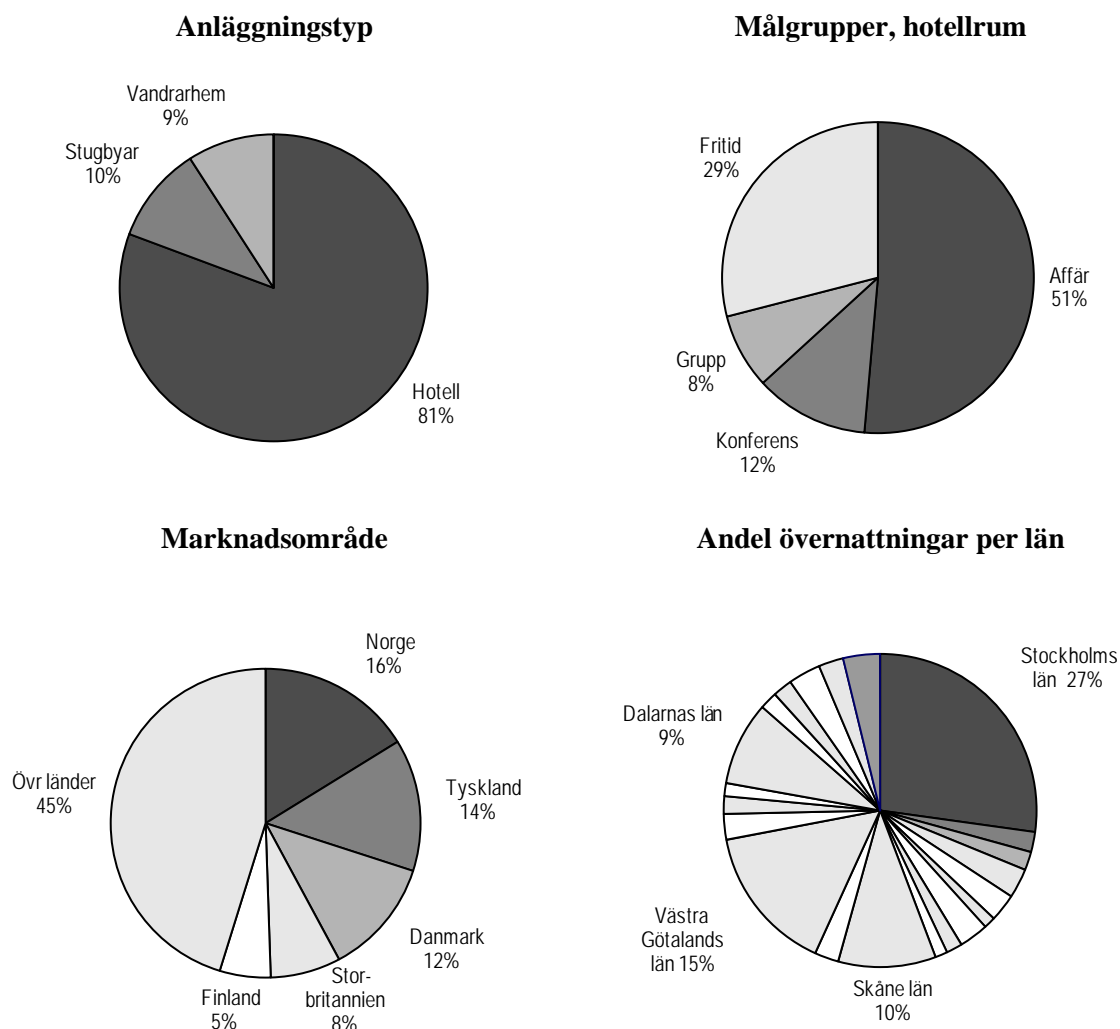 Anläggningstyp
Vandrarhem
9%
Stugbyar
10%
Hotell
81%
Målgrupper, hotellrum
Fritid
29%
Affär
51%
Grupp
8%
Konferens
12%
Marknadsområde
Norge
16%
Övr länder
45%
Tyskland
14%
Danmark
12%
Stor-
britannien
8%
Finland
5%
Andel övernattningar per län
Stockholms
län 27%
Dalarnas län
9%
Västra
Götalands
län 15%
Skåne län
10%